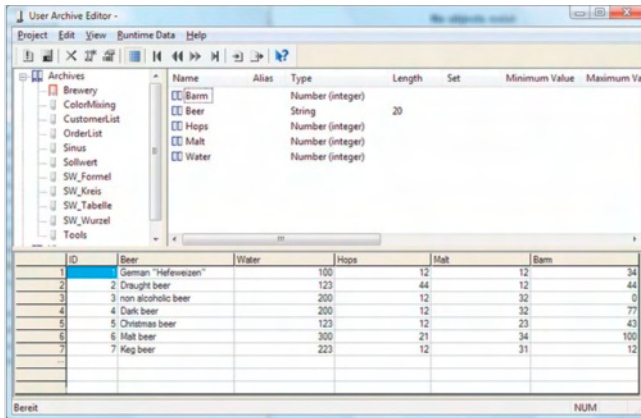 User Archive Editor -
Project Edit View Runtime Data Help
Archives
Brewery
ColorMixing
CustomerList
OrderList
Sinus
Sollwert
SW_Formel
SW_Kreis
SW_Tabelle
SW_Wurzel
Tools
Name Alias Type Length Set Minimum Value Maximum Va
Barm Number (integer)
Beer String 20
Hops Number (integer)
Malt Number (integer)
Water Number (integer)
ID Beer Water Hops Malt Barm
1 1 German "Hefeweizen" 100 12 12 34
2 2 Draught beer 123 44 12 44
3 3 non alcoholic beer 200 12 32 0
4 4 Dark beer 200 12 32 77
5 5 Christmas beer 123 12 23 43
6 6 Malt beer 300 21 34 100
7 7 Keg beer 223 12 31 12
Bereit NUM